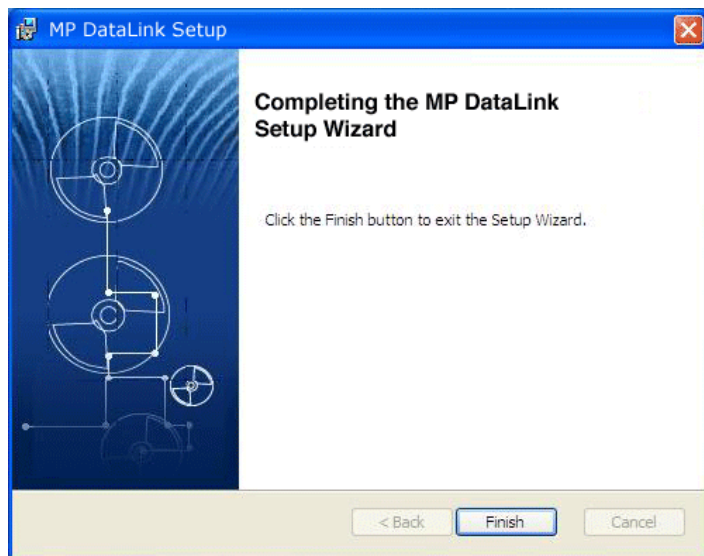 MP DataLink Setup
Completing the MP DataLink
Setup Wizard
Click the Finish button to exit the Setup Wizard.
< Back Finish Cancel